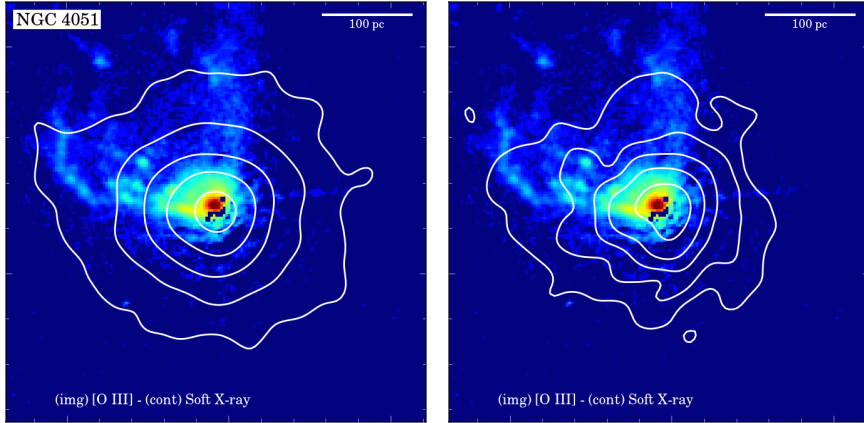 NGC 4051
100 pc
(img) [O III] - (cont) Soft X-ray
100 pc
(img) [O III] - (cont) Soft X-ray